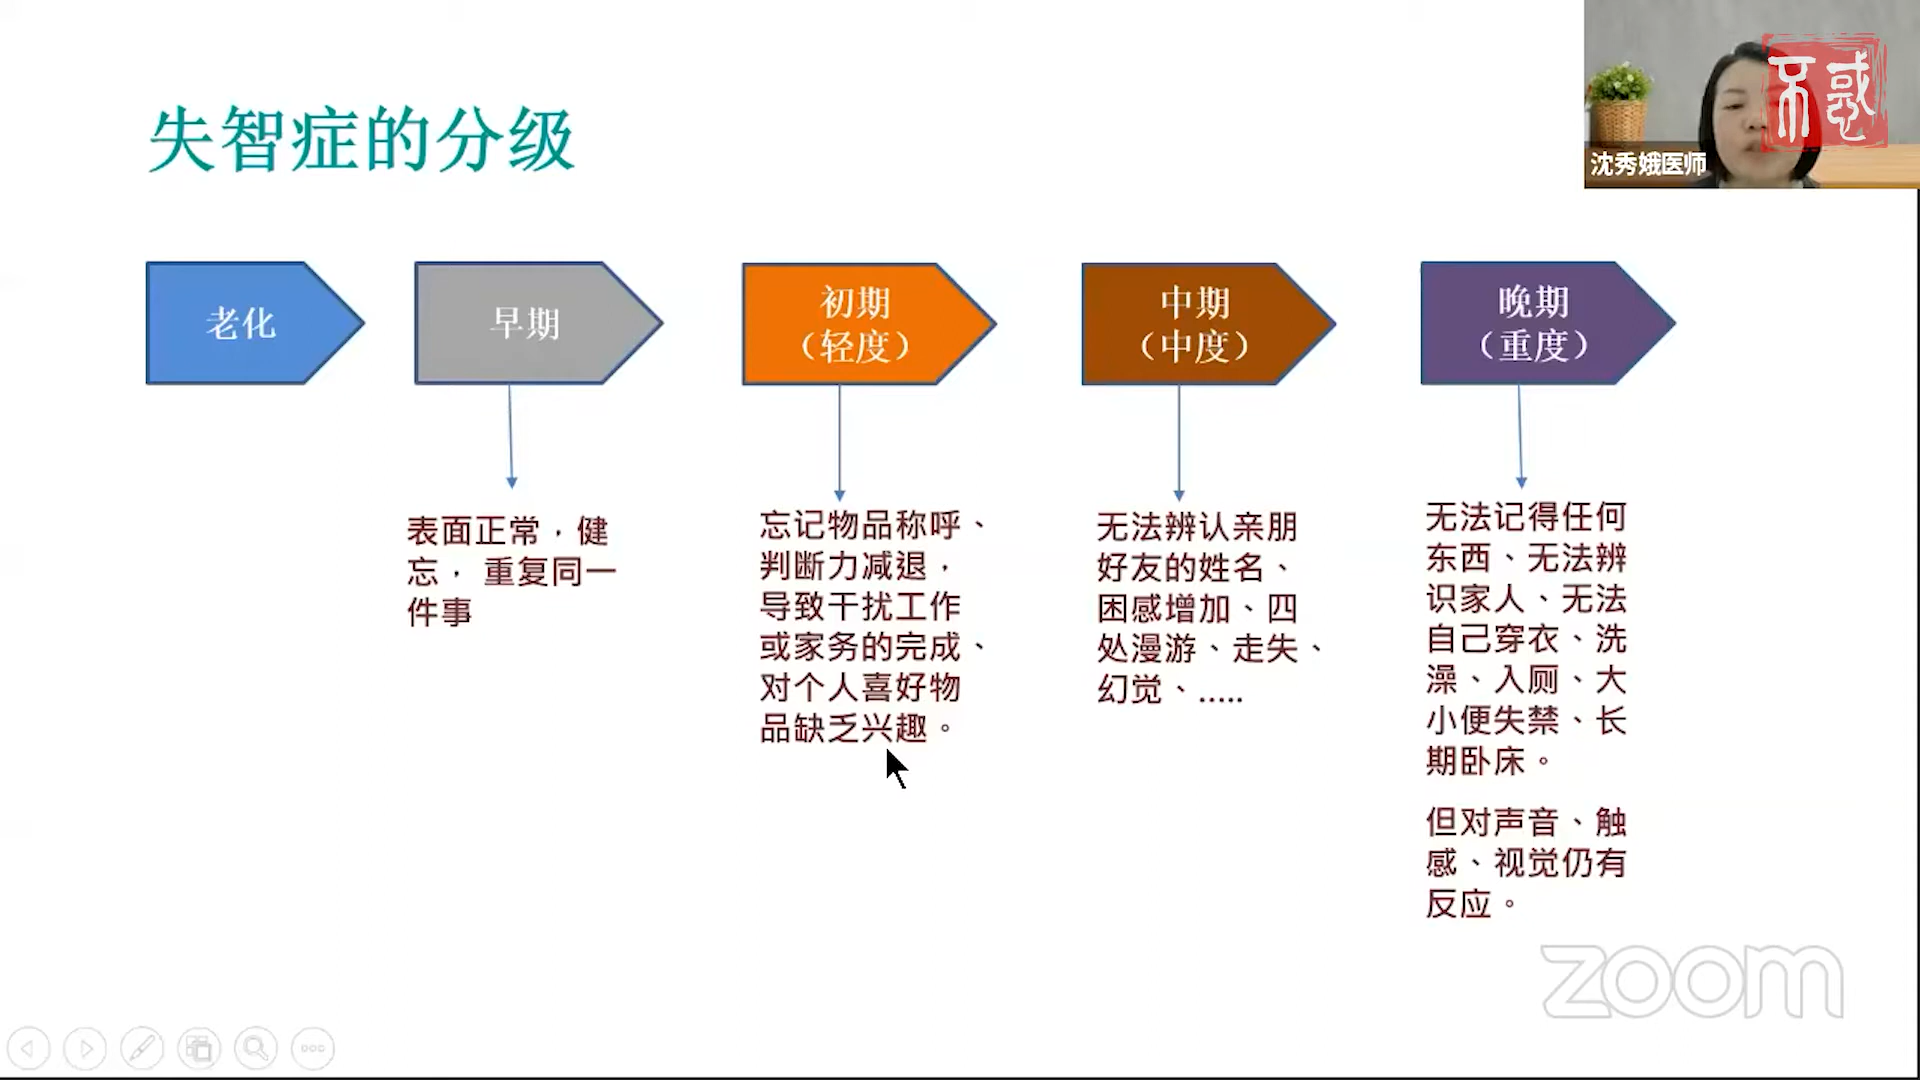 失智症的分级
不惑
沈秀娥医师
老化
早期
初期
（轻度）
中期
（中度）
晚期
（重度）
表面正常，健
忘， 重复同一
件事
忘记物品称呼、
判断力减退，
导致干扰工作
或家务的完成、
对个人喜好物
品缺乏兴趣。
无法辨认亲朋
好友的姓名、
困惑增加、四
处漫游、走失、
幻觉、.....
无法记得任何
东西、无法辨
识家人、无法
自己穿衣、洗
澡、入厕、大
小便失禁、长
期卧床。
但对声音、触
感、视觉仍有
反应。
zoom